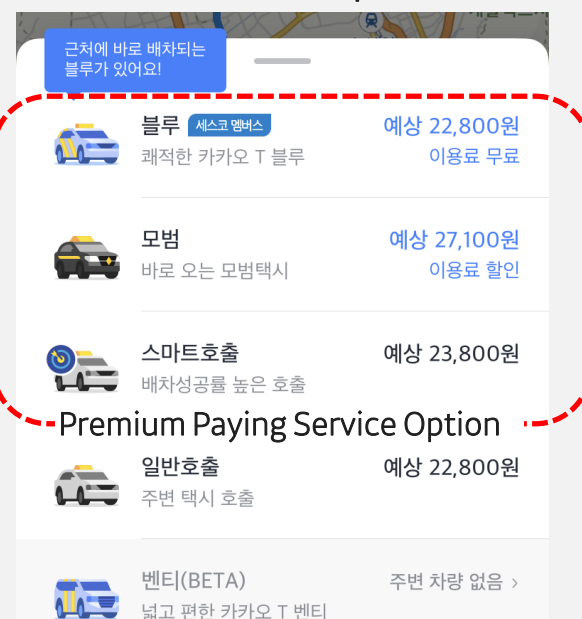 근처에 바로 배차되는
블루가 있어요!
블루 세스코 멤버스 예상 22,800원
쾌적한 카카오 T 블루 이용료 무료
모범 예상 27,100원
바로 오는 모범택시 이용료 할인
스마트호출 예상 23,800원
배차성공률 높은 호출
Premium Paying Service Option
일반호출 예상 22,800원
주변 택시 호출
벤티(BETA) 주변 차량 없음 >
넓고 편한 카카오 T 벤티